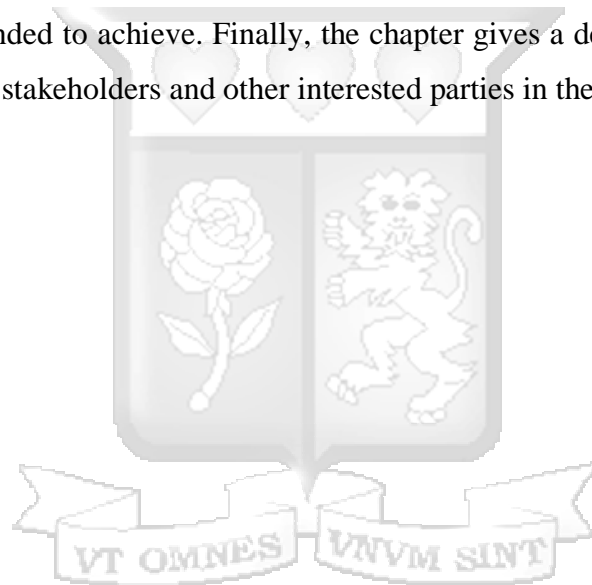 nded to achieve. Finally, the chapter gives a de
stakeholders and other interested parties in the
VT OMNES VNVM SINT